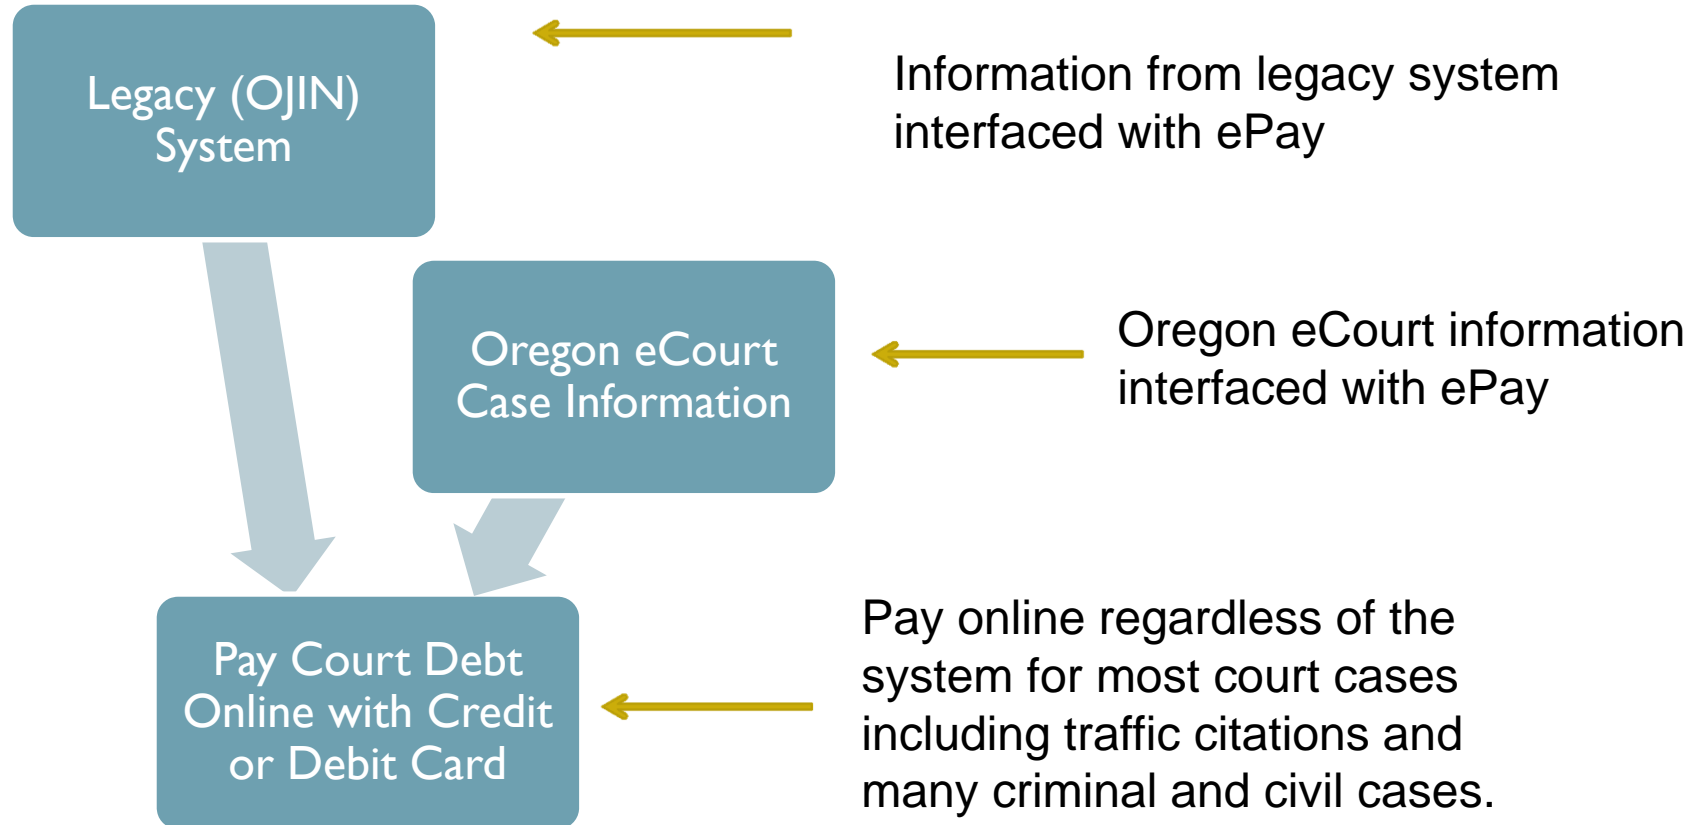 Legacy (OJIN)
System
Information from legacy system
interfaced with ePay
Oregon eCourt
Case Information
Oregon eCourt information
interfaced with ePay
Pay Court Debt
Online with Credit
or Debit Card
Pay online regardless of the
system for most court cases
including traffic citations and
many criminal and civil cases.